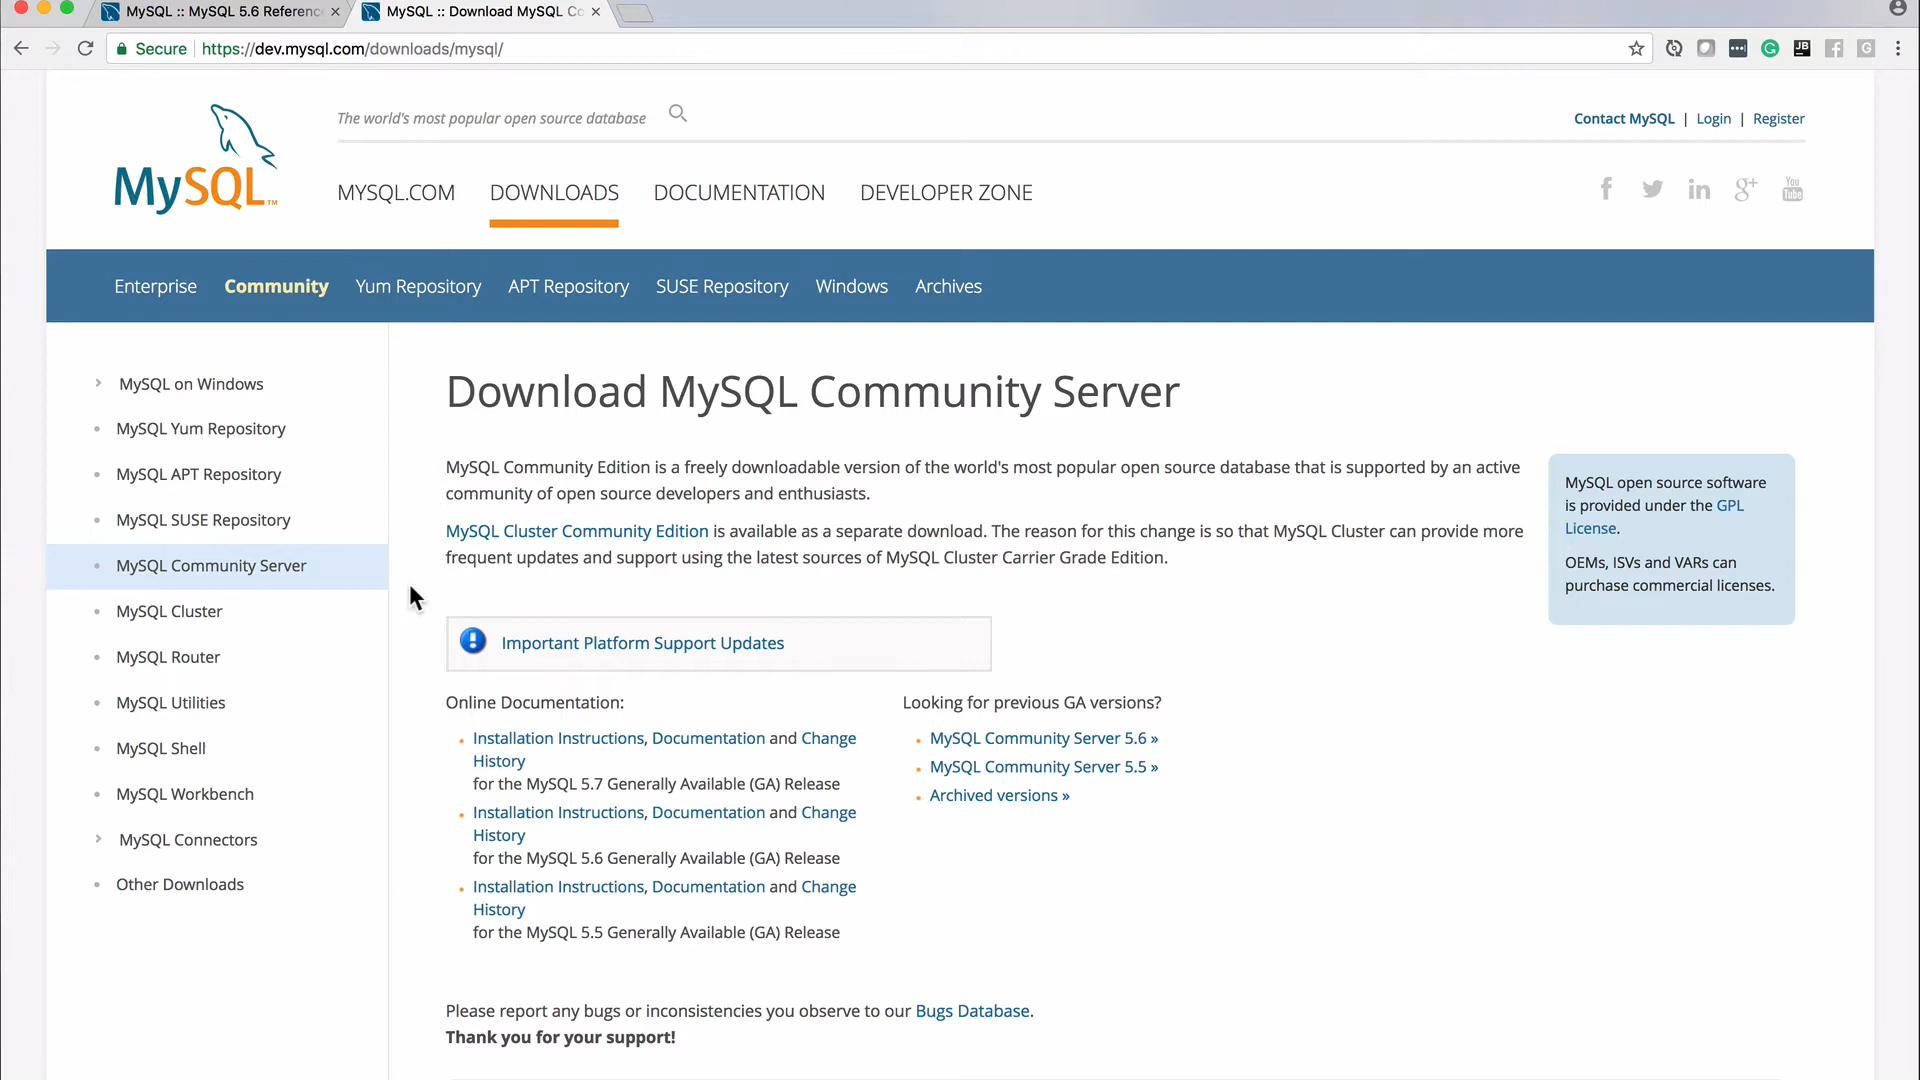 MySQL :: MySQL 5.6 Referenc
MySQL :: Download MySQL Co
Secure https://dev.mysql.com/downloads/mysql/
The world's most popular open source database
Contact MySQL | Login | Register
MySQL™
MYSQL.COM DOWNLOADS DOCUMENTATION DEVELOPER ZONE
Enterprise Community Yum Repository APT Repository SUSE Repository Windows Archives
MySQL on Windows
MySQL Yum Repository
MySQL APT Repository
MySQL SUSE Repository
MySQL Community Server
MySQL Cluster
MySQL Router
MySQL Utilities
MySQL Shell
MySQL Workbench
MySQL Connectors
Other Downloads
Download MySQL Community Server
MySQL Community Edition is a freely downloadable version of the world's most popular open source database that is supported by an active
community of open source developers and enthusiasts.
MySQL Cluster Community Edition is available as a separate download. The reason for this change is so that MySQL Cluster can provide more
frequent updates and support using the latest sources of MySQL Cluster Carrier Grade Edition.
MySQL open source software
is provided under the GPL
License.
OEMs, ISVs and VARs can
purchase commercial licenses.
Important Platform Support Updates
Online Documentation:
Installation Instructions, Documentation and Change
History
for the MySQL 5.7 Generally Available (GA) Release
Installation Instructions, Documentation and Change
History
for the MySQL 5.6 Generally Available (GA) Release
Installation Instructions, Documentation and Change
History
for the MySQL 5.5 Generally Available (GA) Release
Looking for previous GA versions?
MySQL Community Server 5.6 »
MySQL Community Server 5.5 »
Archived versions »
Please report any bugs or inconsistencies you observe to our Bugs Database.
Thank you for your support!